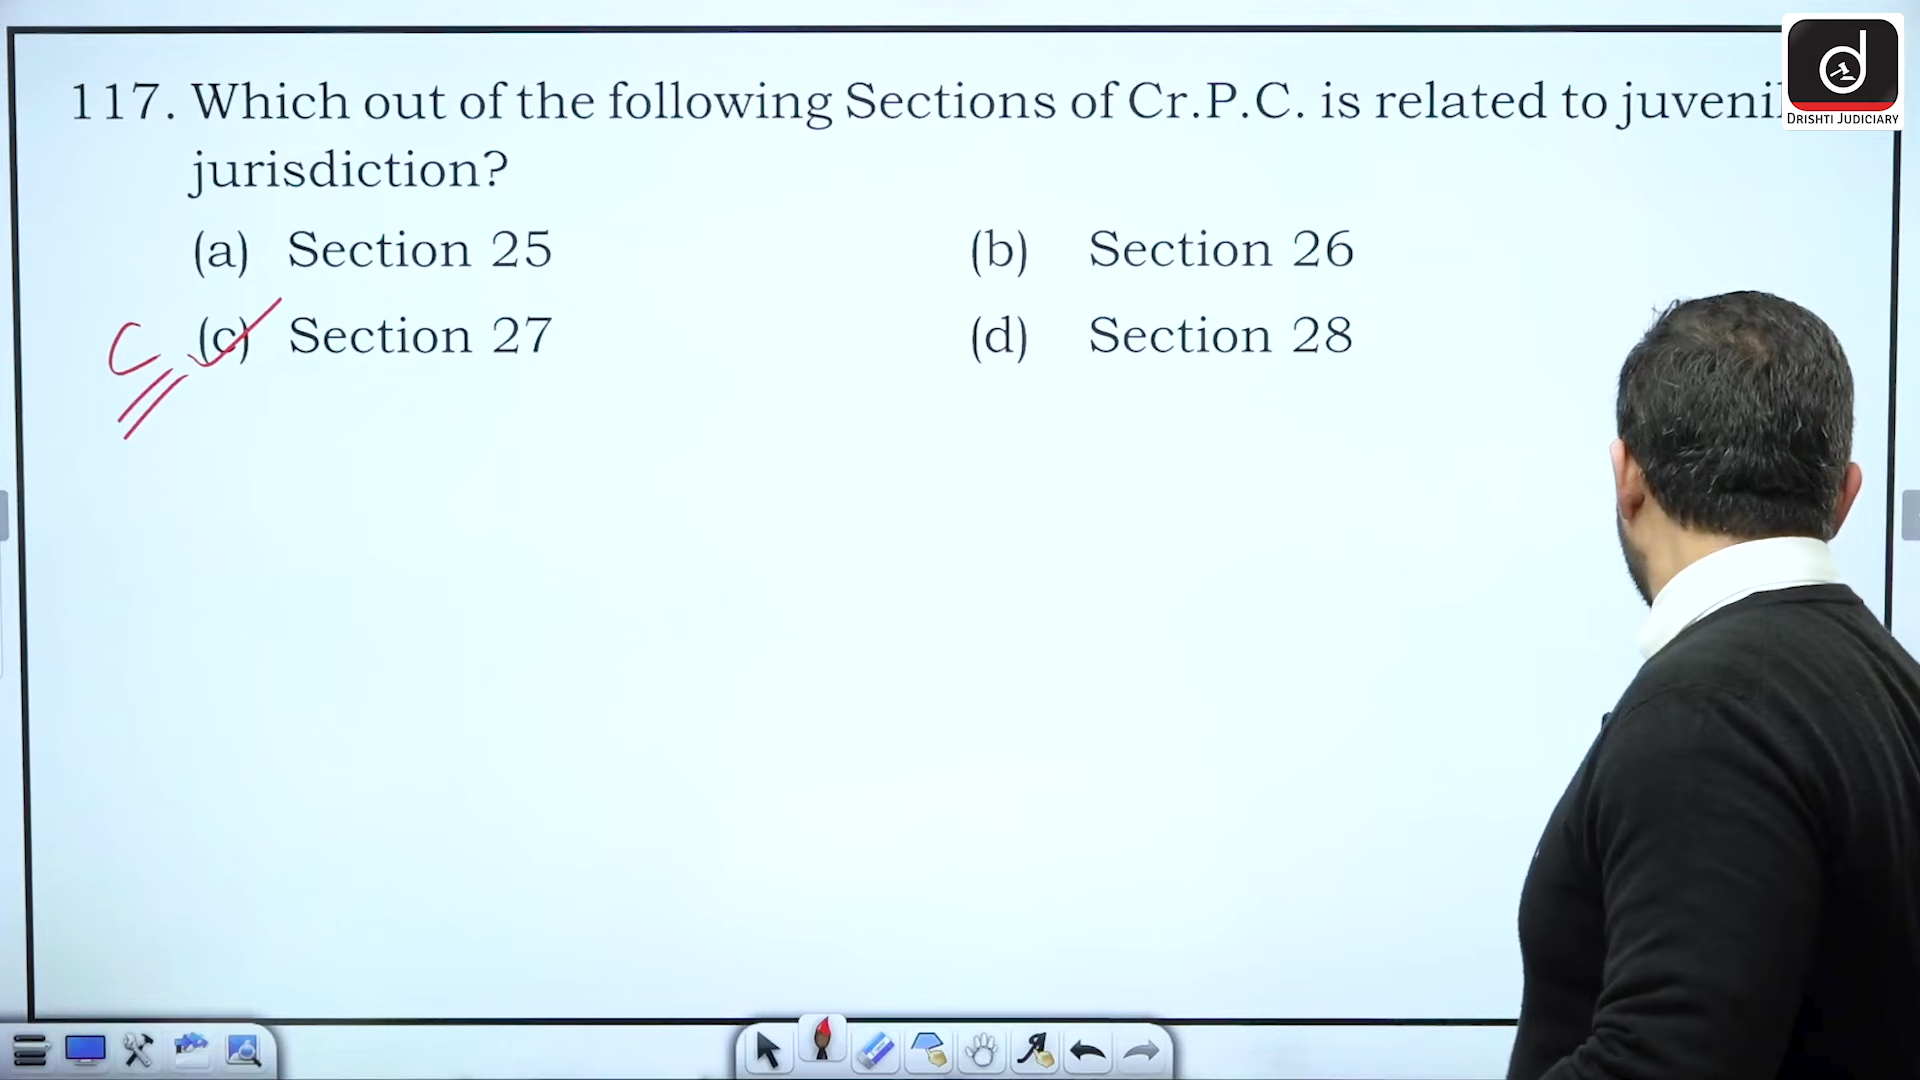 117. Which out of the following Sections of Cr.P.C. is related to
jurisdiction?
(a) Section 25
(b) Section 26
C (c) Section 27
(d) Section 28
d
DRISHTI JUDICIARY